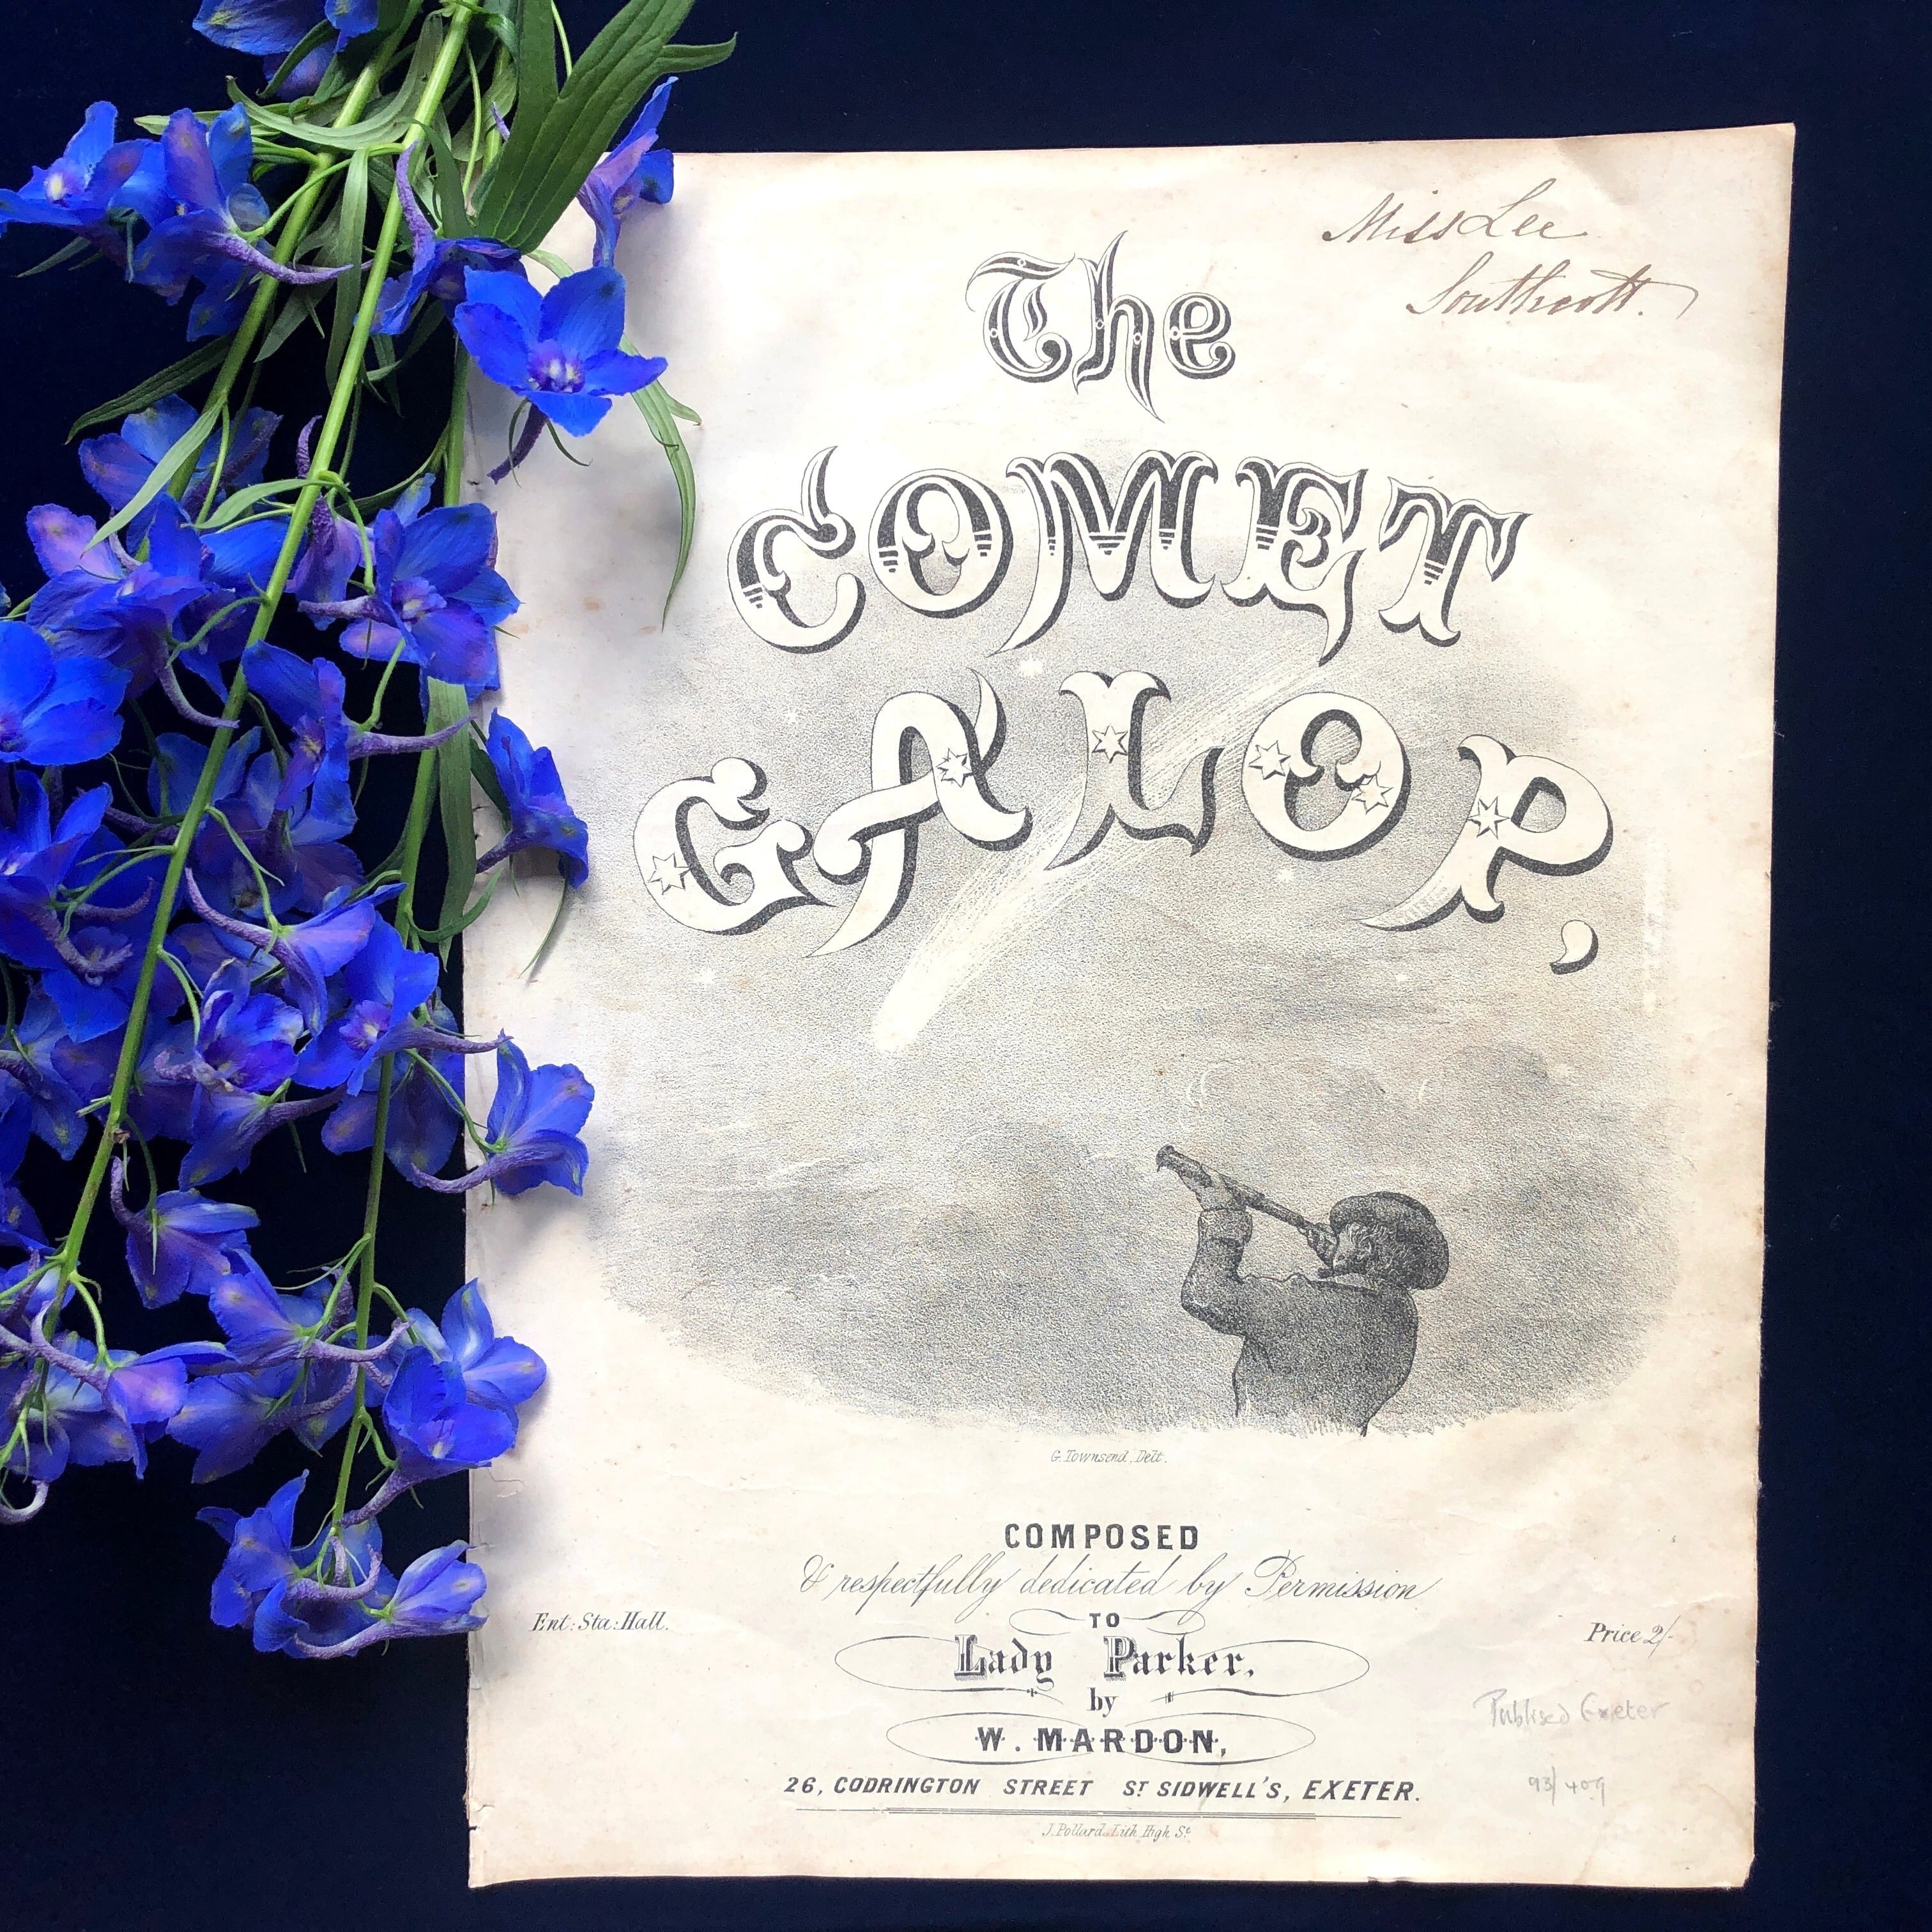 Miss Lee
Southcott.
The
COMET
GALOP,
G. Townsend, Delt.
COMPOSED
& respectfully dedicated by Permission
TO
Ent: Sta: Hall.
Price 2/-
Lady Parker,
by
W. MARDON,
Publised Exeter
26, CODRINGTON STREET ST. SIDWELL'S, EXETER.
93/409
J. Pollard. Lith. High St.